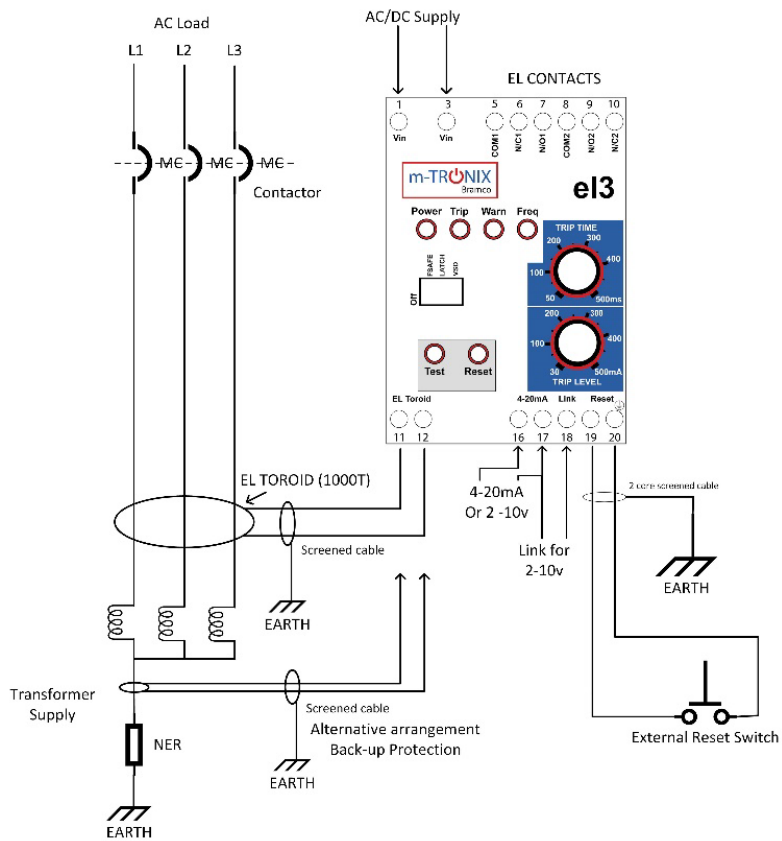 AC Load
L1 L2 L3
MC MC MC
Contactor
AC/DC Supply
EL CONTACTS
1 3 5 6 7 8 9 10
Vin Vin COM1 N/C1 N/O1 COM2 N/O2 N/C2
m-TRONIX
Bramco
el3
Power Trip Warn Freq
Off
FSAFE
LATCH
VSD
TRIP TIME
50 100 200 300 400 500ms
30 100 200 300 400 500mA
TRIP LEVEL
Test Reset
EL Toroid 4-20mA Link Reset
11 12 16 17 18 19 20
EL TOROID (1000T)
Screened cable
EARTH
4-20mA
Or 2 -10v
Link for
2-10v
2 core screened cable
EARTH
Transformer
Supply
Screened cable
Alternative arrangement
Back-up Protection
EARTH
NER
EARTH
External Reset Switch